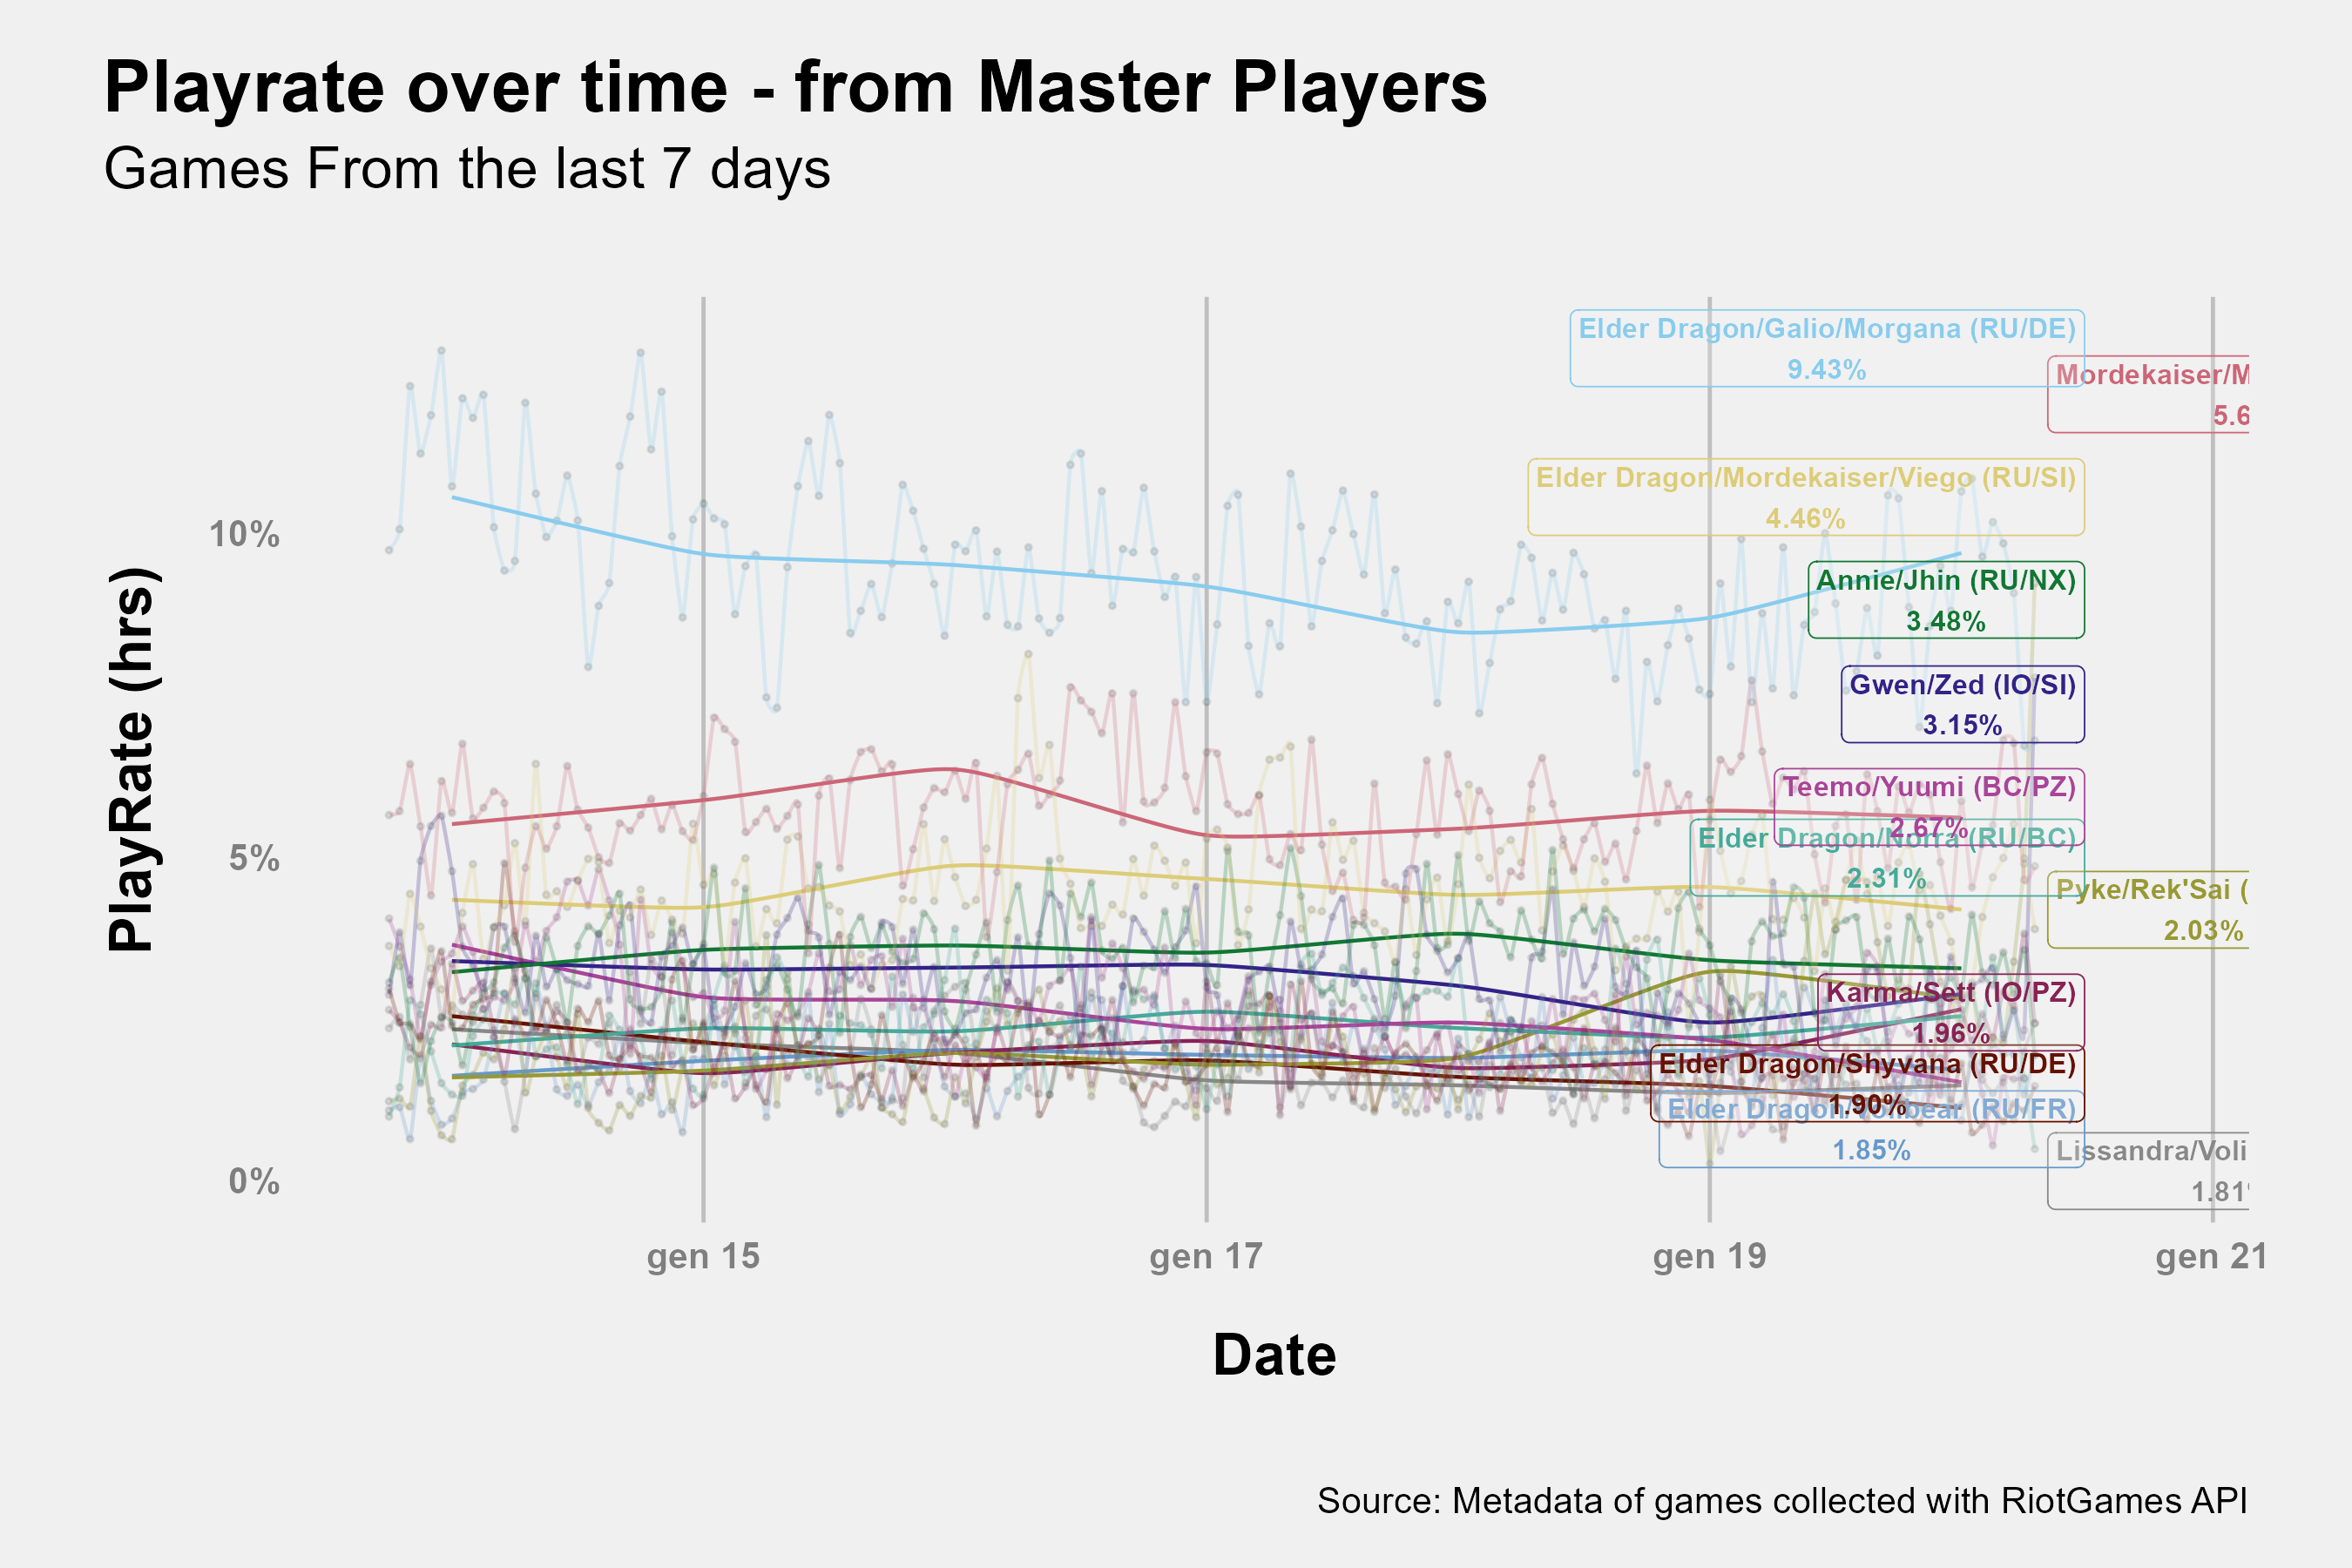 Playrate over time - from Master Players
Games From the last 7 days
PlayRate (hrs)
10%
5%
0%
Elder Dragon/Galio/Morgana (RU/DE)
9.43%
Mordekaiser/M
5.6
Elder Dragon/Mordekaiser/Viego (RU/SI)
4.46%
Annie/Jhin (RU/NX)
3.48%
Gwen/Zed (IO/SI)
3.15%
Teemo/Yuumi (BC/PZ)
2.67%
Elder Dragon/Norra (RU/BC)
2.31%
Pyke/Rek'Sai (
2.03%
Karma/Sett (IO/PZ)
1.96%
Elder Dragon/Shyvana (RU/DE)
1.90%
Elder Dragon/Volibear (RU/FR)
1.85%
Lissandra/Voli
1.81
gen 15
gen 17
gen 19
gen 21
Date
Source: Metadata of games collected with RiotGames API